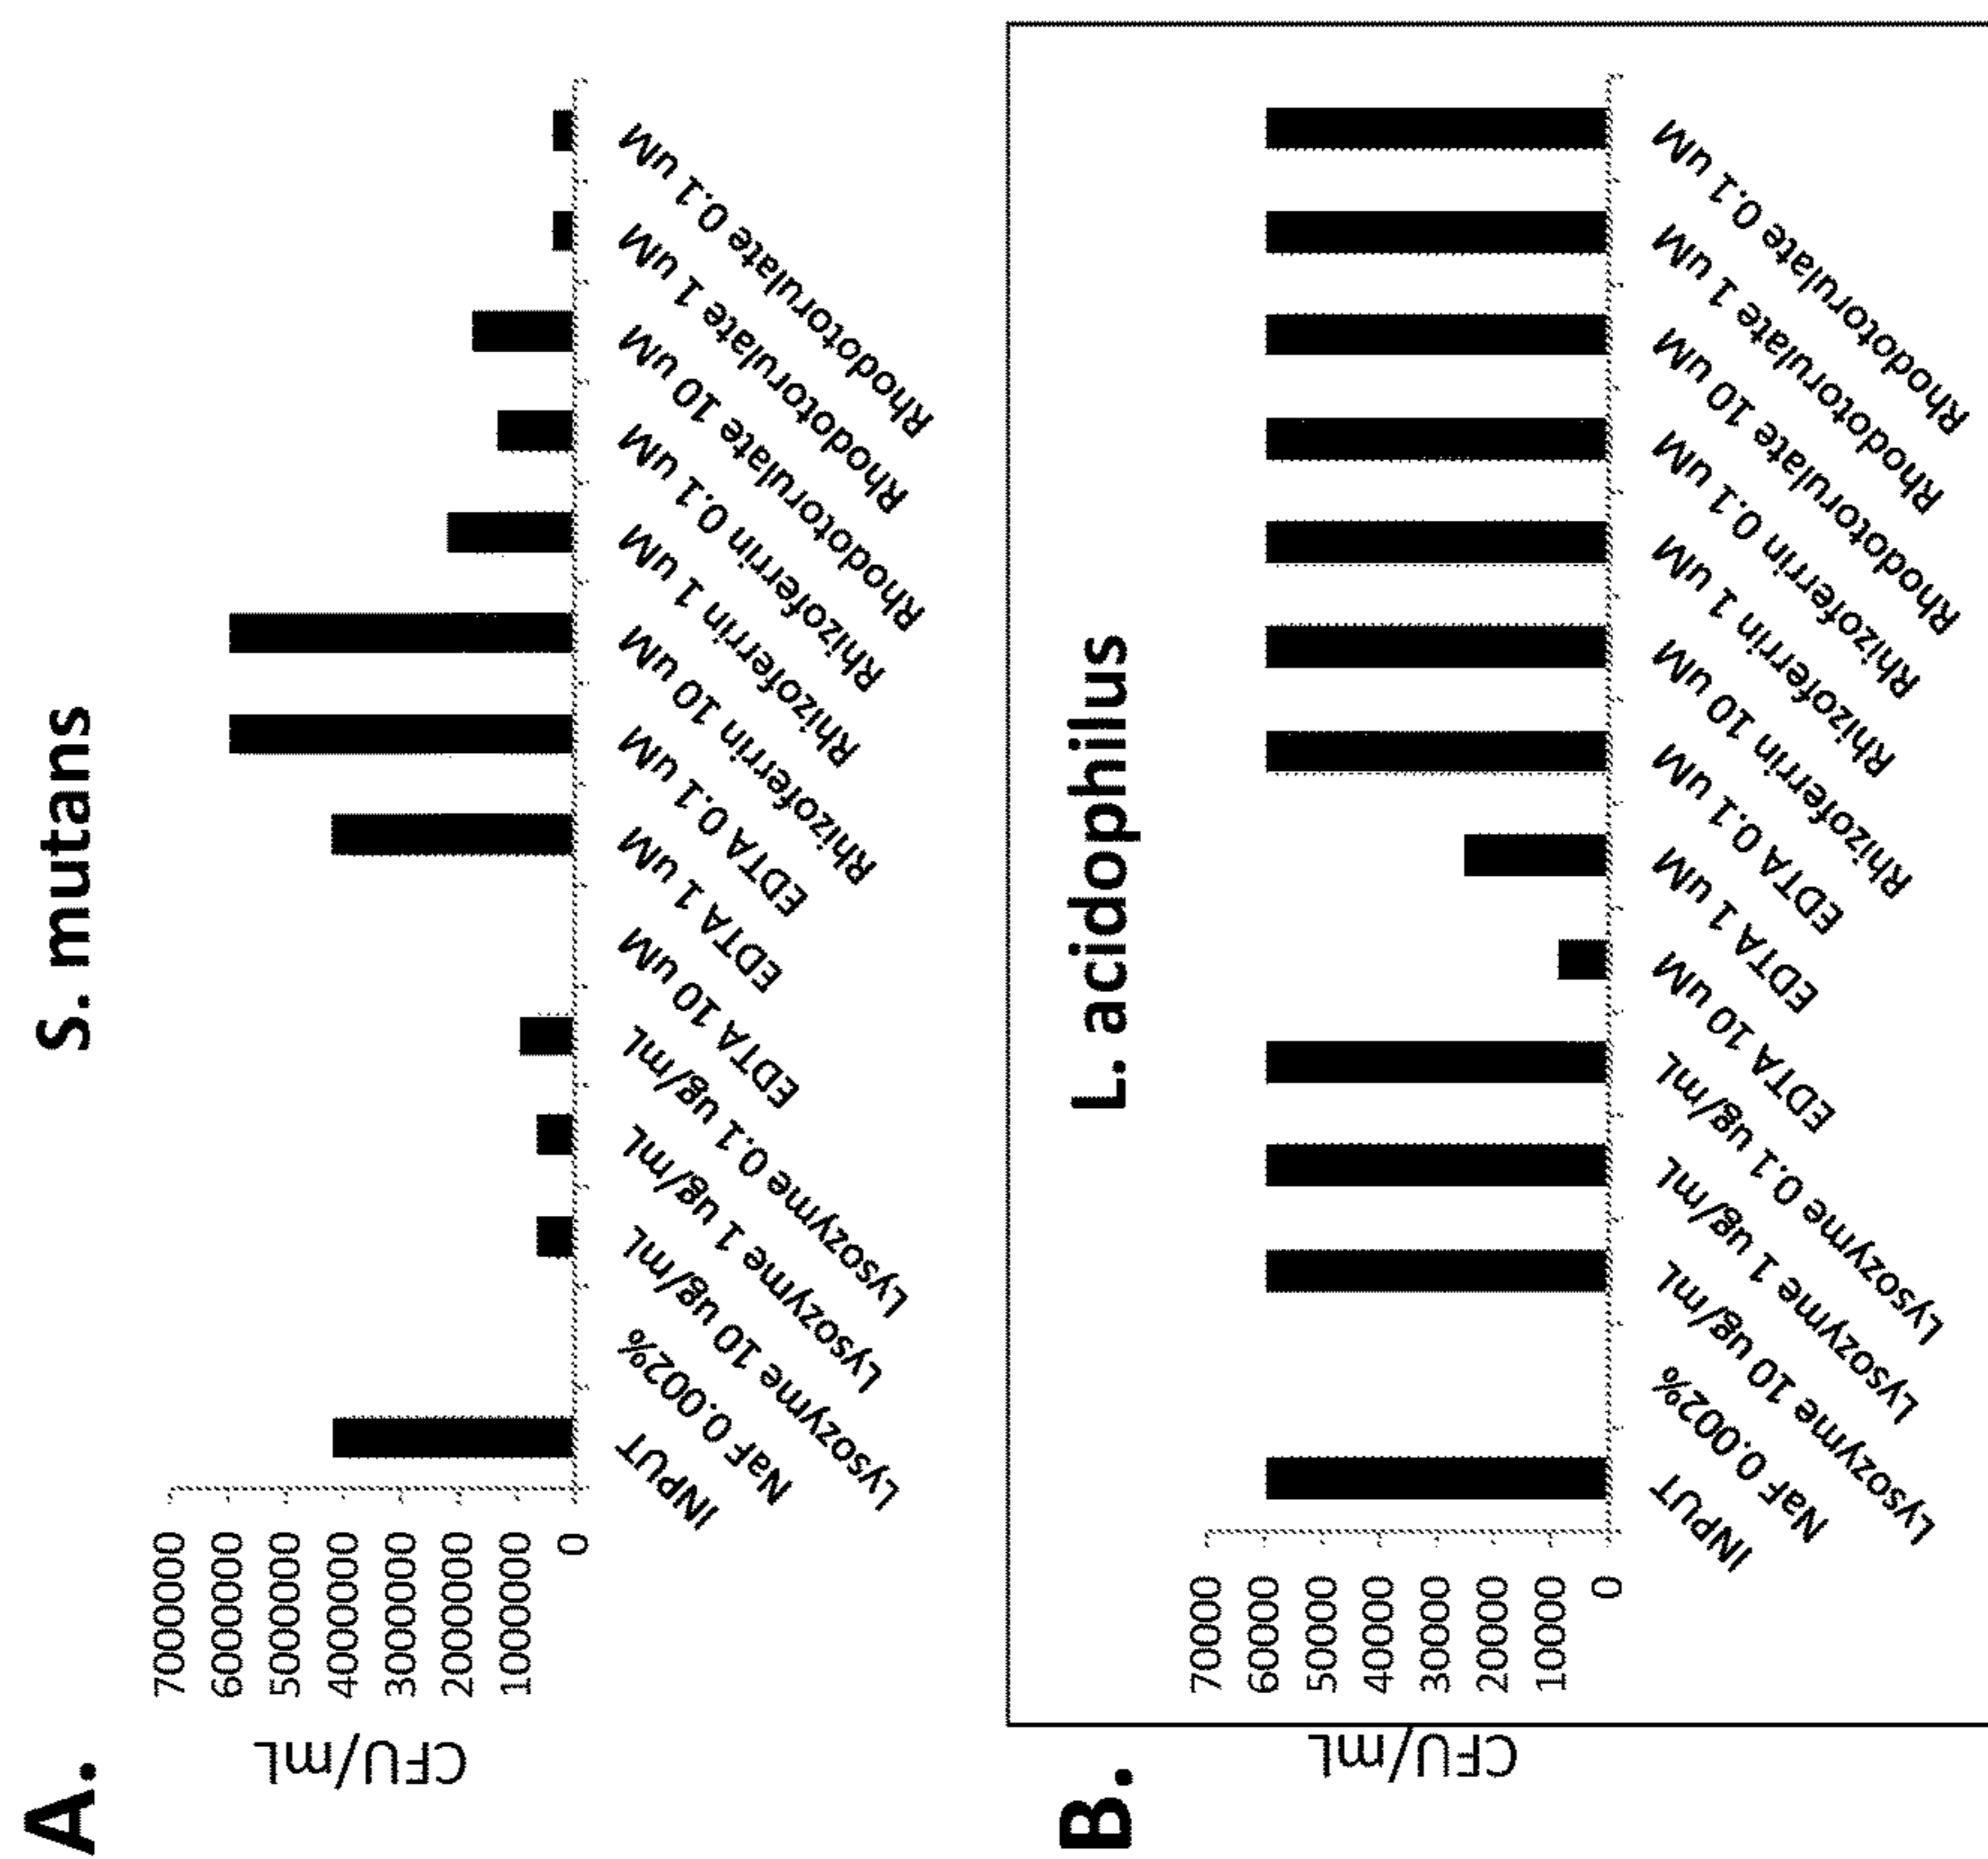 A.
S. mutans
CFU/mL
7000000
6000000
5000000
4000000
3000000
2000000
1000000
0
INPUT
NaF 0.002%
Lysozyme 10 ug/mL
Lysozyme 1 ug/mL
Lysozyme 0.1 ug/mL
EDTA 10 uM
EDTA 1 uM
EDTA 0.1 uM
Rhizoferrin 10 uM
Rhizoferrin 1 uM
Rhizoferrin 0.1 uM
Rhodotorulate 10 uM
Rhodotorulate 1 uM
Rhodotorulate 0.1 uM
B.
L. acidophilus
CFU/mL
70000
60000
50000
40000
30000
20000
10000
0
INPUT
NaF 0.002%
Lysozyme 10 ug/mL
Lysozyme 1 ug/mL
Lysozyme 0.1 ug/mL
EDTA 10 uM
EDTA 1 uM
EDTA 0.1 uM
Rhizoferrin 10 uM
Rhizoferrin 1 uM
Rhizoferrin 0.1 uM
Rhodotorulate 10 uM
Rhodotorulate 1 uM
Rhodotorulate 0.1 uM